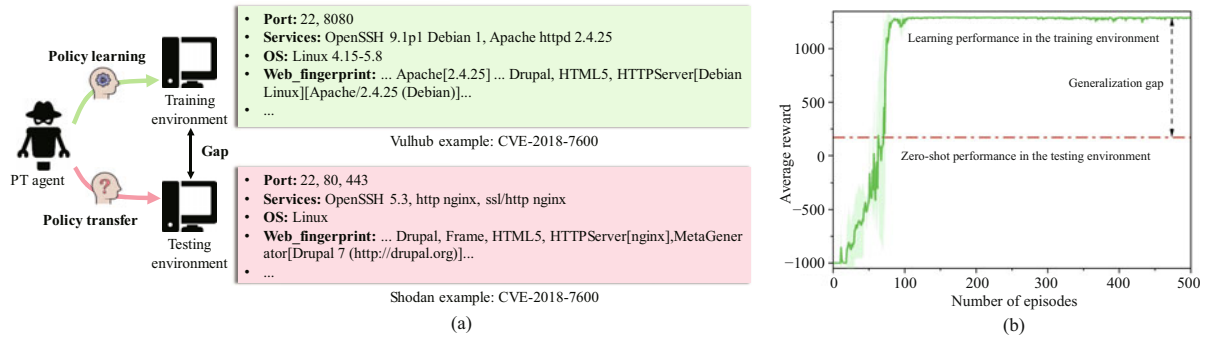 Policy learning
Training
environment
Gap
PT agent
?
Policy transfer
Testing
environment
• Port: 22, 8080
• Services: OpenSSH 9.1p1 Debian 1, Apache httpd 2.4.25
• OS: Linux 4.15-5.8
• Web_fingerprint: ... Apache[2.4.25] ... Drupal, HTML5, HTTPServer[Debian
Linux][Apache/2.4.25 (Debian)]...
• ...
Vulhub example: CVE-2018-7600
• Port: 22, 80, 443
• Services: OpenSSH 5.3, http nginx, ssl/http nginx
• OS: Linux
• Web_fingerprint: ... Drupal, Frame, HTML5, HTTPServer[nginx],MetaGener
ator[Drupal 7 (http://drupal.org)]...
• ...
Shodan example: CVE-2018-7600
(a)
Average reward
1000
500
0
−500
−1000
Learning performance in the training environment
Generalization gap
Zero-shot performance in the testing environment
0 100 200 300 400 500
Number of episodes
(b)